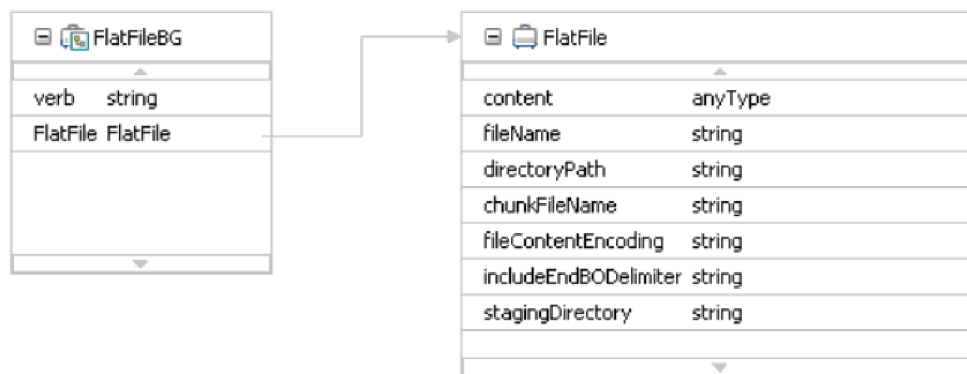 FlatFileBG
verb string
FlatFile FlatFile
FlatFile
content anyType
fileName string
directoryPath string
chunkFileName string
fileContentEncoding string
includeEndBODelimiter string
stagingDirectory string